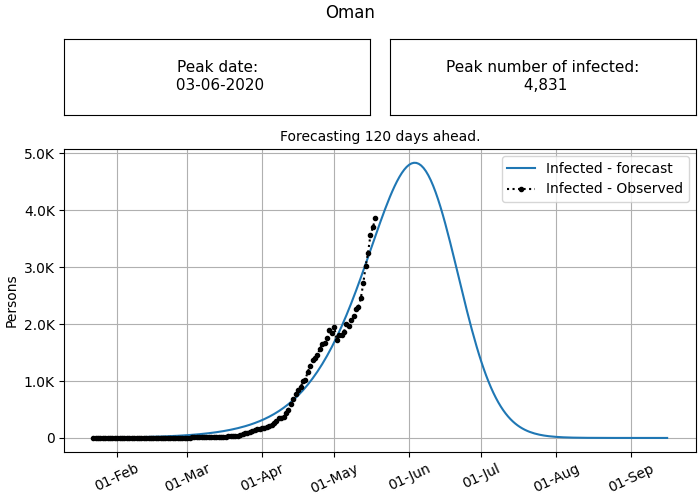 Oman
Peak date:
03-06-2020
Peak number of infected:
4,831
Forecasting 120 days ahead.
Infected - forecast
Infected - Observed
Persons
5.0K
4.0K
3.0K
2.0K
1.0K
0
01-Feb
01-Mar
01-Apr
01-May
01-Jun
01-Jul
01-Aug
01-Sep